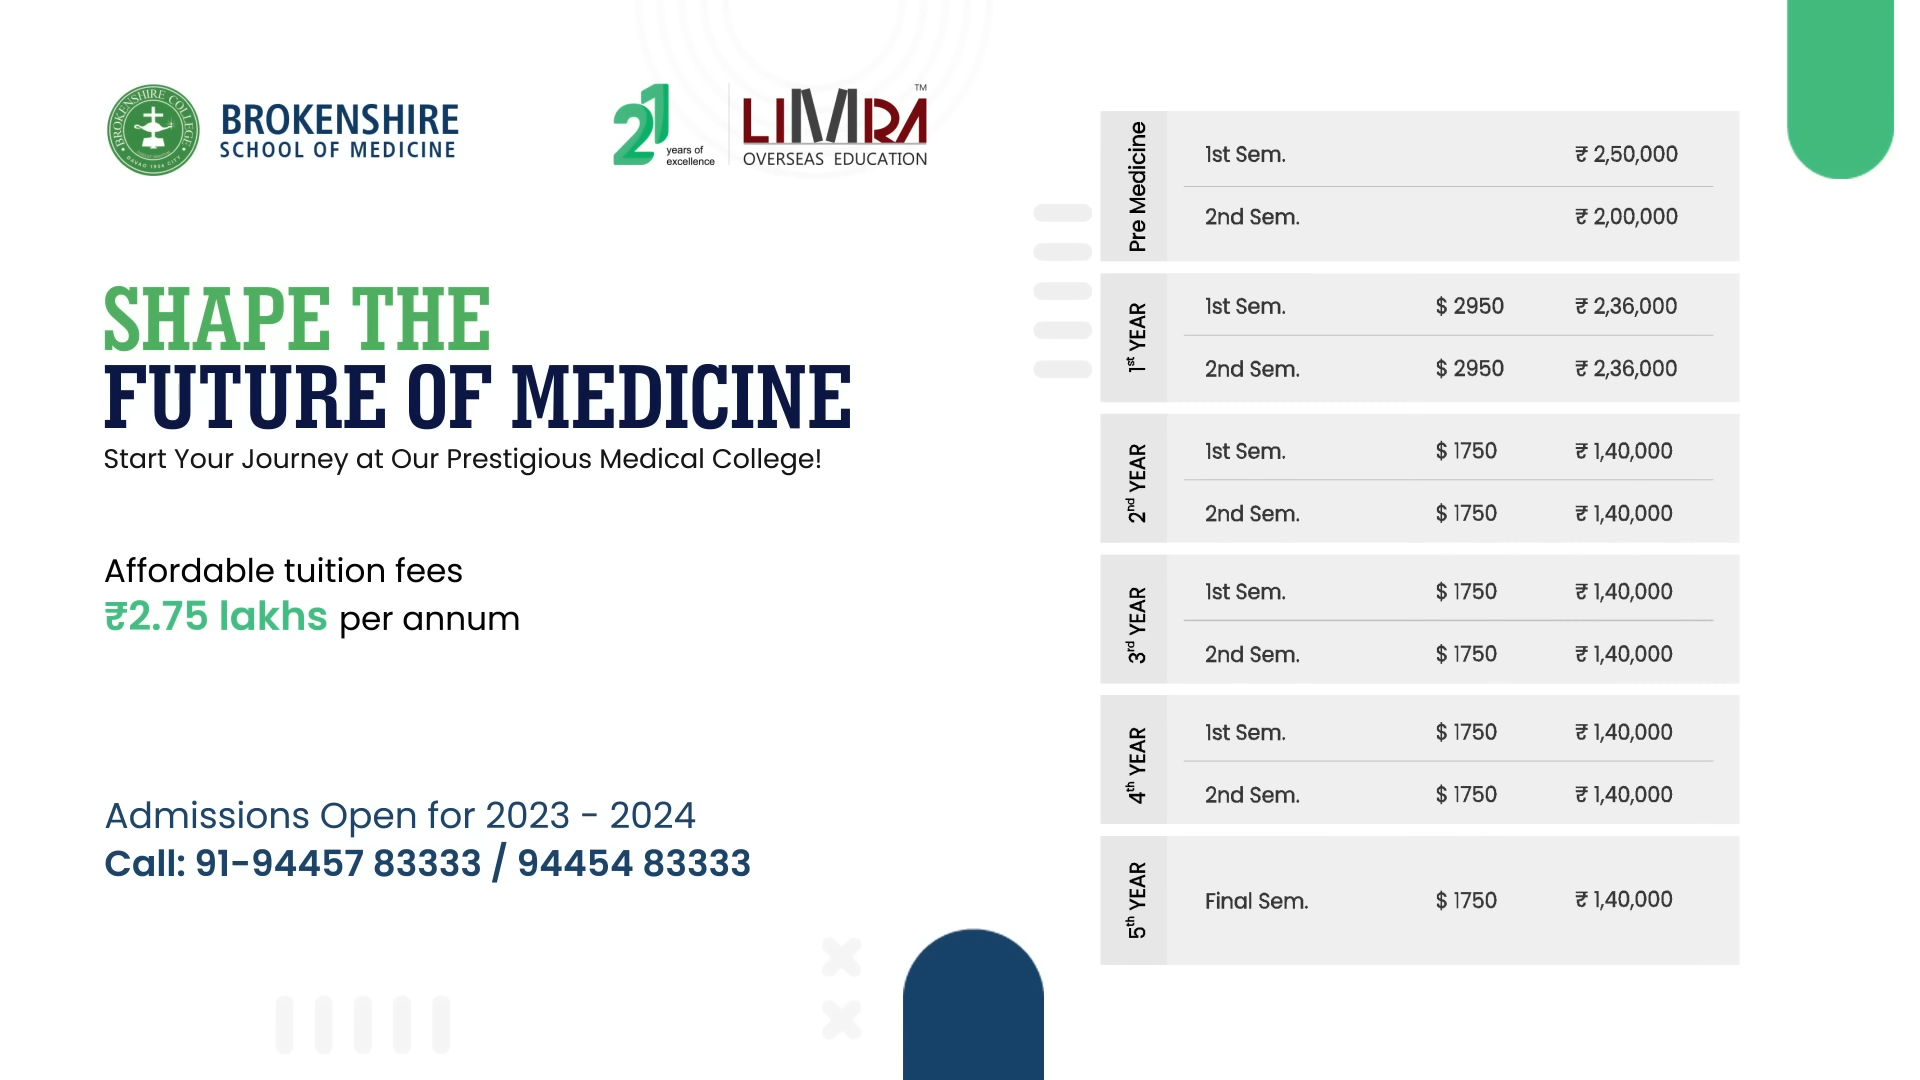 BROKENSHIRE COLLEGE
DAVAO 1954 CITY
BROKENSHIRE
SCHOOL OF MEDICINE
21
years of
excellence
LIMRA™
OVERSEAS EDUCATION
SHAPE THE
FUTURE OF MEDICINE
Start Your Journey at Our Prestigious Medical College!
Affordable tuition fees
₹2.75 lakhs per annum
Admissions Open for 2023 - 2024
Call: 91-94457 83333 / 94454 83333
Pre Medicine
1st Sem. ₹ 2,50,000
2nd Sem. ₹ 2,00,000
1st YEAR
1st Sem. $ 2950 ₹ 2,36,000
2nd Sem. $ 2950 ₹ 2,36,000
2nd YEAR
1st Sem. $ 1750 ₹ 1,40,000
2nd Sem. $ 1750 ₹ 1,40,000
3rd YEAR
1st Sem. $ 1750 ₹ 1,40,000
2nd Sem. $ 1750 ₹ 1,40,000
4th YEAR
1st Sem. $ 1750 ₹ 1,40,000
2nd Sem. $ 1750 ₹ 1,40,000
5th YEAR
Final Sem. $ 1750 ₹ 1,40,000